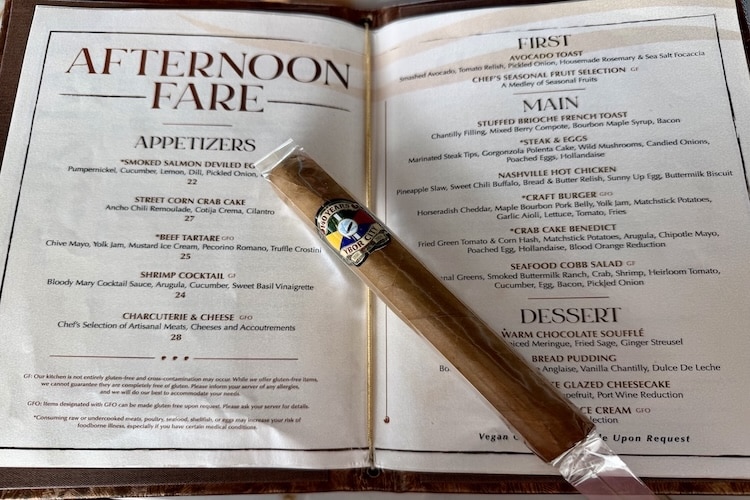 AFTERNOON
FARE
APPETIZERS
*SMOKED SALMON DEVILED
Pumpernickel, Cucumber, Lemon, Dill, Pickled Onion,
22
STREET CORN CRAB CAKE
Ancho Chili Remoulade, Cotija Crema, Cilantro
27
*BEEF TARTARE GFO
Chive Mayo, Yolk Jam, Mustard Ice Cream, Pecorino Romano, Truffle Crostini
25
SHRIMP COCKTAIL GF
Bloody Mary Cocktail Sauce, Arugula, Cucumber, Sweet Basil Vinaigrette
24
CHARCUTERIE & CHEESE GFO
Chef's Selection of Artisanal Meats, Cheeses and Accoutrements
28
GF: Our kitchen is not entirely gluten-free and cross-contamination may occur. While we offer gluten-free items,
we cannot guarantee they are completely free of gluten. Please inform your server of any allergies,
and we will do our best to accommodate your needs.
GFO: Items designated with GFO can be made gluten free upon request. Please ask your server for details.
*Consuming raw or undercooked meats, poultry, seafood, shellfish, or eggs may increase your risk of
foodborne illness, especially if you have certain medical conditions.
YEARS
YBOR CITY
FIRST
AVOCADO TOAST
Smashed Avocado, Tomato Relish, Pickled Onion, Housemade Rosemary & Sea Salt Focaccia
CHEF'S SEASONAL FRUIT SELECTION GF
A Medley of Seasonal Fruits
MAIN
STUFFED BRIOCHE FRENCH TOAST
Chantilly Filling, Mixed Berry Compote, Bourbon Maple Syrup, Bacon
*STEAK & EGGS
Marinated Steak Tips, Gorgonzola Polenta Cake, Wild Mushrooms, Candied Onions,
Poached Eggs, Hollandaise
NASHVILLE HOT CHICKEN
Pineapple Slaw, Sweet Chili Buffalo, Bread & Butter Relish, Sunny Up Egg, Buttermilk Biscuit
*CRAFT BURGER GFO
Horseradish Cheddar, Maple Bourbon Pork Belly, Yolk Jam, Matchstick Potatoes,
Garlic Aioli, Lettuce, Tomato, Fries
*CRAB CAKE BENEDICT
Fried Green Tomato & Corn Hash, Matchstick Potatoes, Arugula, Chipotle Mayo,
Poached Egg, Hollandaise, Blood Orange Reduction
SEAFOOD COBB SALAD GF
Greens, Smoked Buttermilk Ranch, Crab, Shrimp, Heirloom Tomato,
Cucumber, Egg, Bacon, Pickled Onion
DESSERT
WARM CHOCOLATE SOUFFLÉ
Meringue, Fried Sage, Ginger Streusel
BREAD PUDDING
Anglaise, Vanilla Chantilly, Dulce De Leche
GLAZED CHEESECAKE
Port Wine Reduction
ICE CREAM GFO
Selection
Vegan Upon Request